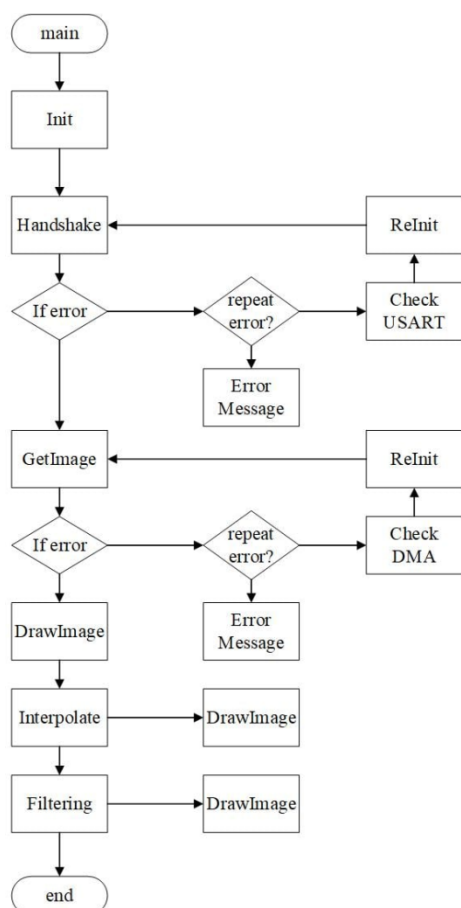 main
Init
Handshake
ReInit
If error
repeat
error?
Check
USART
Error
Message
GetImage
ReInit
If error
repeat
error?
Check
DMA
DrawImage
Error
Message
Interpolate
DrawImage
Filtering
DrawImage
end